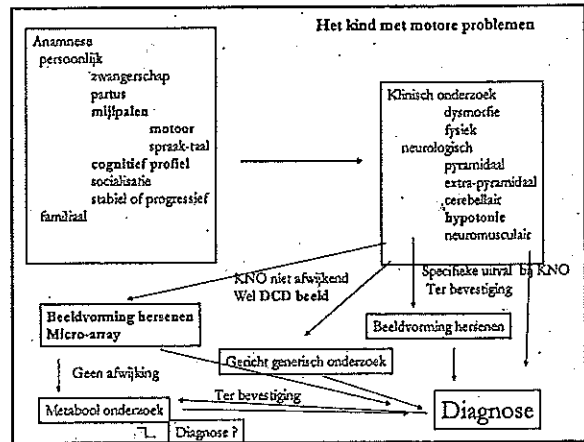 Het kind met motore problemen
Anamnese
persoonlijk
zwangerschap
partus
mijlpalen
motoor
spraak-taal
cognitief profiel
socialisatie
stabiel of progressief
familiaal
Klinisch onderzoek
dysmorfie
fysiek
neurologisch
pyramidaal
extra-pyramidaal
cerebellair
hypotonie
neuromusculair
KNO niet afwijkend
Wel DCD beeld
Specifieke uitval bij KNO
Ter bevestiging
Beeldvorming hersenen
Micro-array
Beeldvorming hersenen
Gericht genetisch onderzoek
Geen afwijking
Ter bevestiging
Metabool onderzoek
Diagnose
Diagnose ?